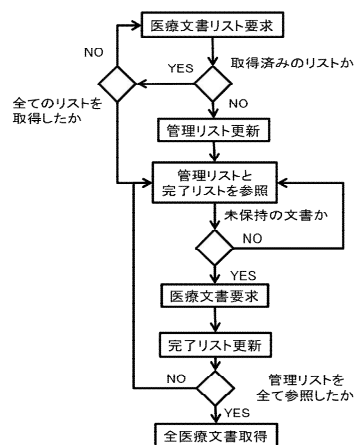 医療文書リスト要求
NO
YES
取得済みのリストか
全てのリストを
取得したか
NO
管理リスト更新
管理リストと
完了リストを参照
未保持の文書か
NO
YES
医療文書要求
完了リスト更新
NO
管理リストを
全て参照したか
YES
全医療文書取得